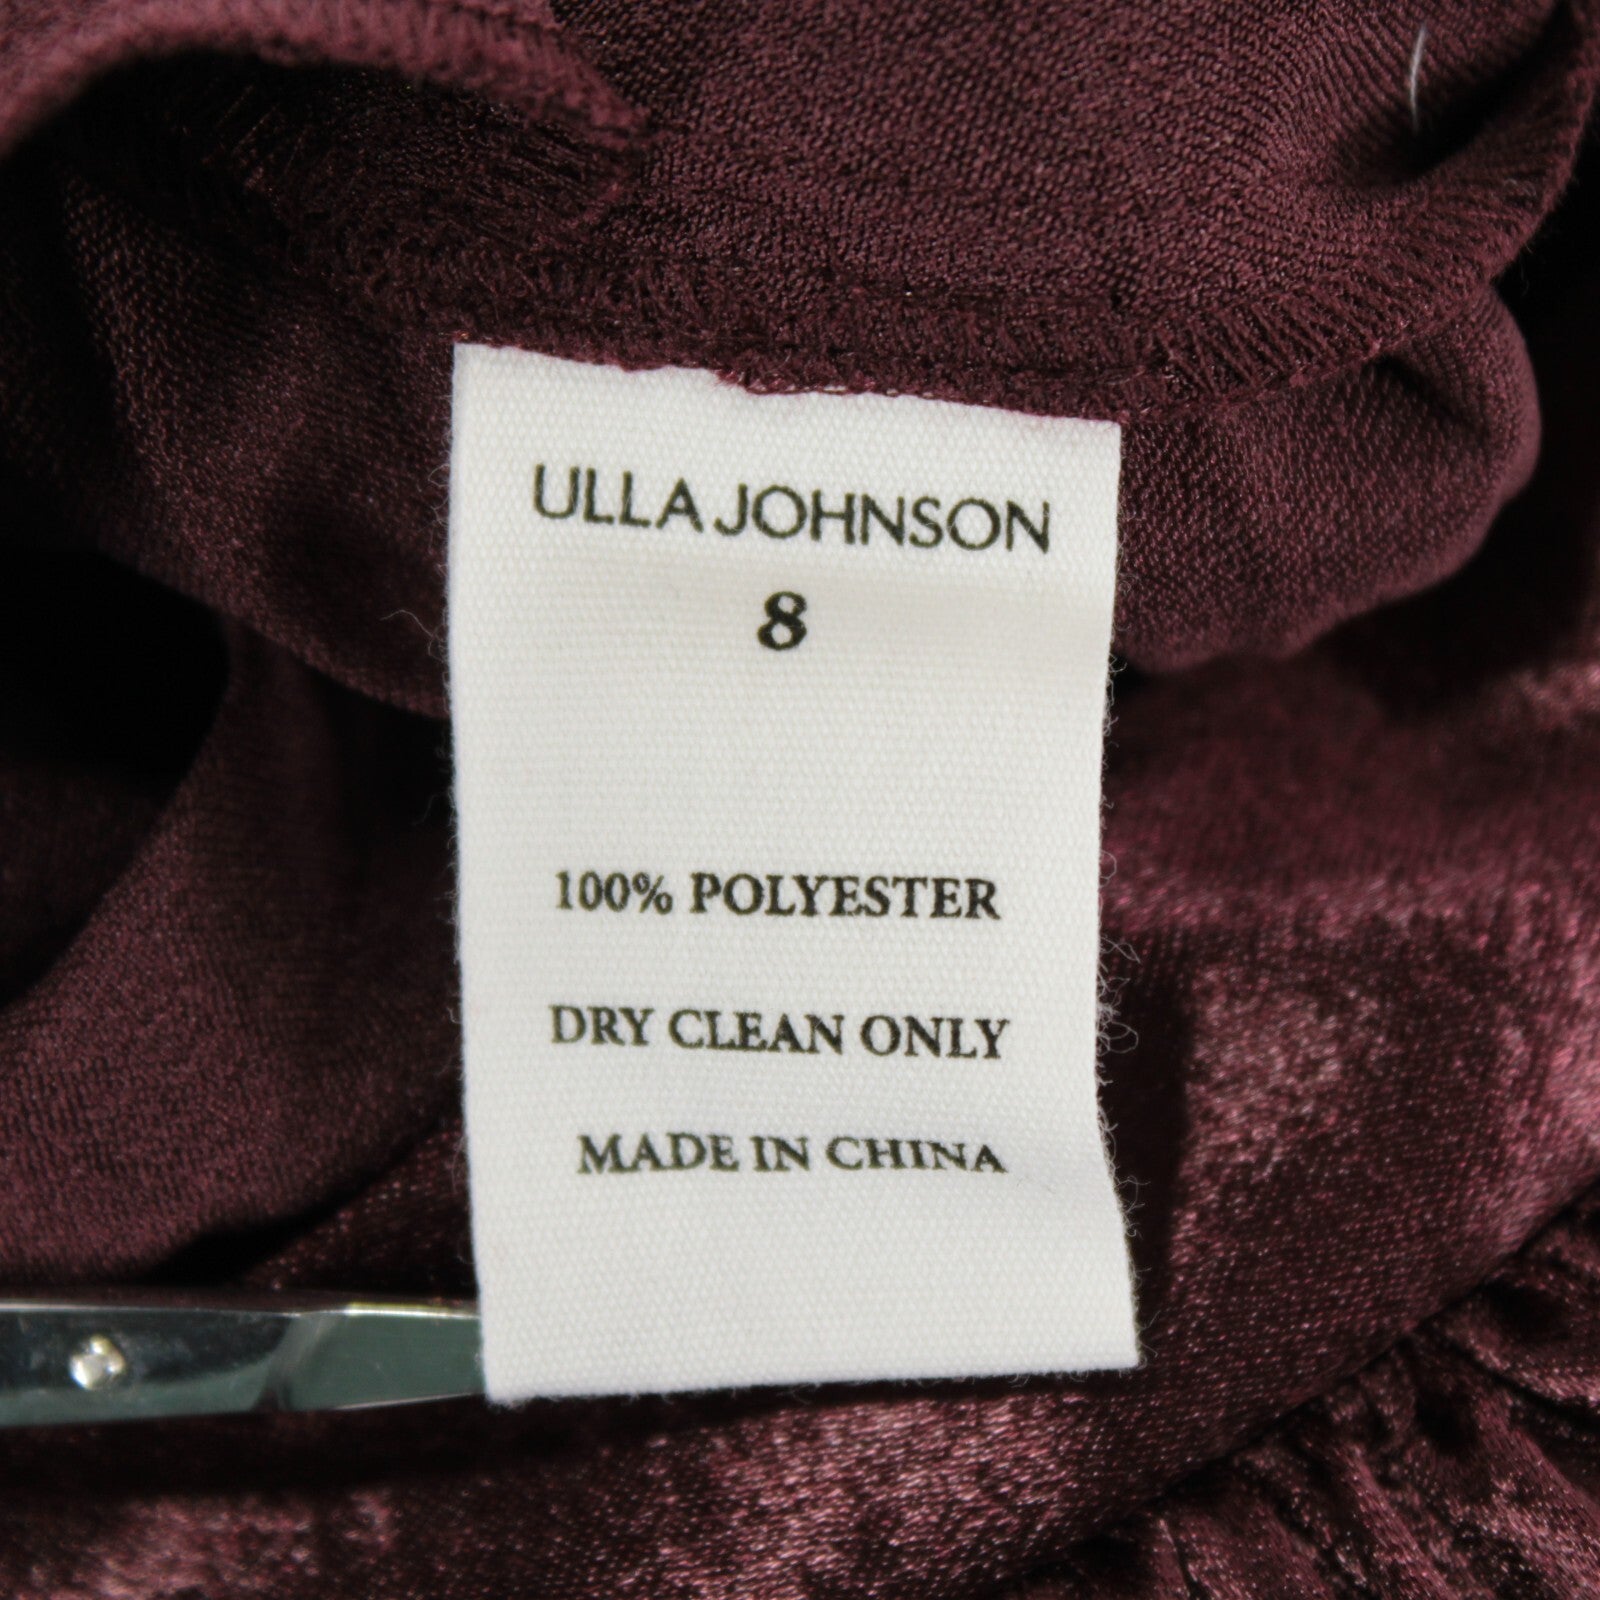 ULLA JOHNSON
8
100% POLYESTER
DRY CLEAN ONLY
MADE IN CHINA